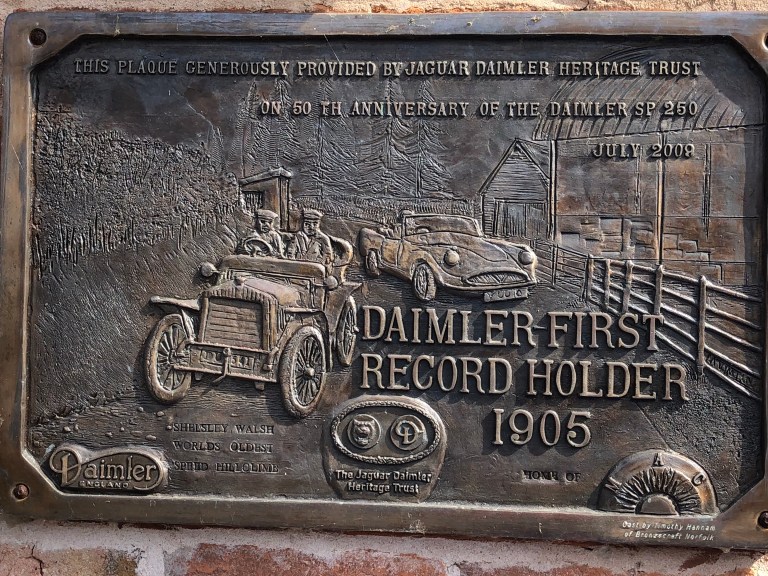 THIS PLAQUE GENEROUSLY PROVIDED BY JAGUAR DAIMLER HERITAGE TRUST
ON 50 TH ANNIVERSARY OF THE DAIMLER SP 250
JULY 2009
DAIMLER-FIRST
RECORD HOLDER
1905
SHELSLEY WALSH
WORLDS OLDEST
SPEED HILLCLIMB
Daimler
ENGLAND
The Jaguar Daimler
Heritage Trust
HOME OF
M A C
Cast by Timothy Hannam
of Bronzecraft Norfolk